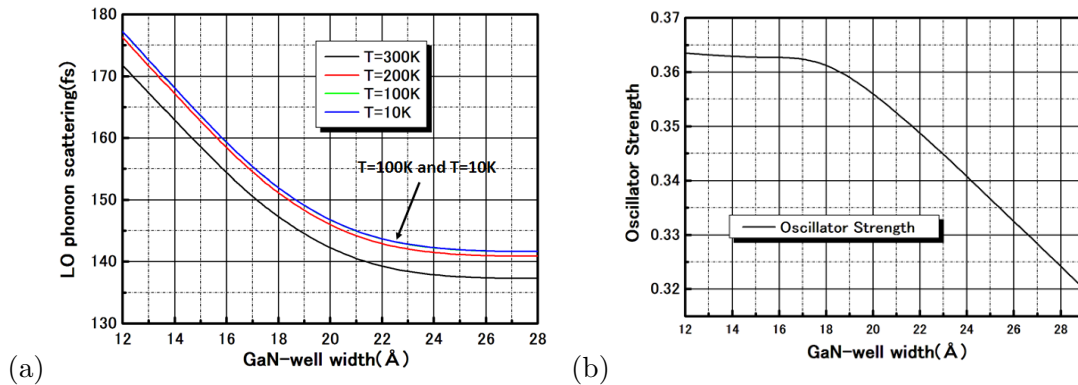 180
170
160
150
140
130
LO phonon scattering(fs)
T=300K
T=200K
T=100K
T=10K
T=100K and T=10K
12 14 16 18 20 22 24 26 28
GaN-well width(Å)
(a)
0.37
0.36
0.35
0.34
0.33
0.32
Oscillator Strength
Oscillator Strength
12 14 16 18 20 22 24 26 28
GaN-well width(Å)
(b)